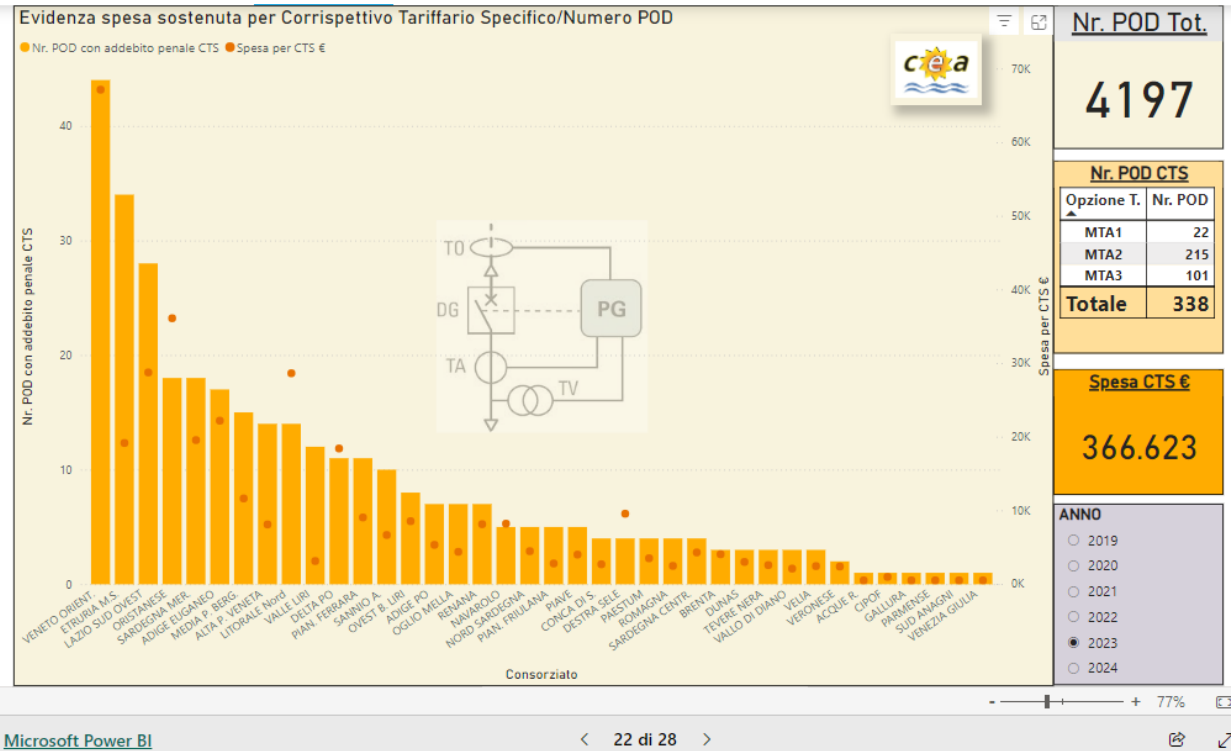 Evidenza spesa sostenuta per Corrispettivo Tariffario Specifico/Numero POD
Nr. POD con addebito penale CTS Spesa per CTS €
Nr. POD con addebito penale CTS
40
30
20
10
0
70K
60K
50K
40K
30K
20K
10K
0K
Spesa per CTS €
cea
TO
DG
PG
TA
TV
VENETO ORIENT.
ETRURIA M.S.
LAZIO SUD OVEST
ORISTANESE
SARDEGNA MER.
ADIGE EUGANEO
MEDIA P. BERG.
ALTA P. VENETA
LITORALE Nord
VALLE LIRI
DELTA PO
PIAN. FERRARA
SANNIO A.
OVEST B. LIRI
ADIGE PO
OGLIO MELLA
RENANA
NAVAROLO
NORD SARDEGNA
PIAN. FRIULANA
PIAVE
CONCA DI S.
DESTRA SELE
PAESTUM
ROMAGNA
SARDEGNA CENTR.
BRENTA
DUNAS
TEVERE NERA
VALLO DI DIANO
VELIA
VERONESE
ACQUE R.
CIPOF
GALLURA
PARMENSE
SUD ANAGNI
VENEZIA GIULIA
Consorziato
Nr. POD Tot.
4197
Nr. POD CTS
Opzione T. Nr. POD
MTA1 22
MTA2 215
MTA3 101
Totale 338
Spesa CTS €
366.623
ANNO
2019
2020
2021
2022
2023
2024
- + 77%
Microsoft Power BI
22 di 28